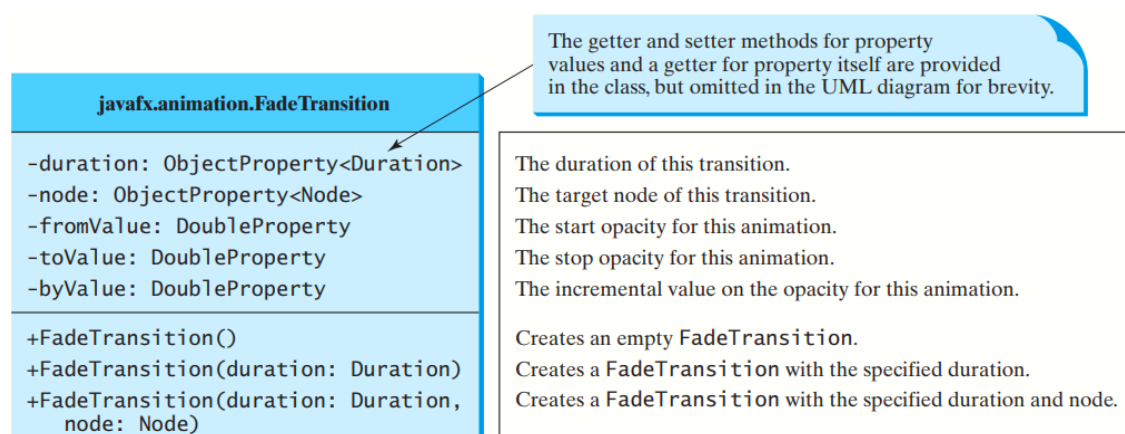 The getter and setter methods for property
values and a getter for property itself are provided
in the class, but omitted in the UML diagram for brevity.
javafx.animation.FadeTransition
-duration: ObjectProperty<Duration>
-node: ObjectProperty<Node>
-fromValue: DoubleProperty
-toValue: DoubleProperty
-byValue: DoubleProperty
The duration of this transition.
The target node of this transition.
The start opacity for this animation.
The stop opacity for this animation.
The incremental value on the opacity for this animation.
+FadeTransition()
+FadeTransition(duration: Duration)
+FadeTransition(duration: Duration,
node: Node)
Creates an empty FadeTransition.
Creates a FadeTransition with the specified duration.
Creates a FadeTransition with the specified duration and node.